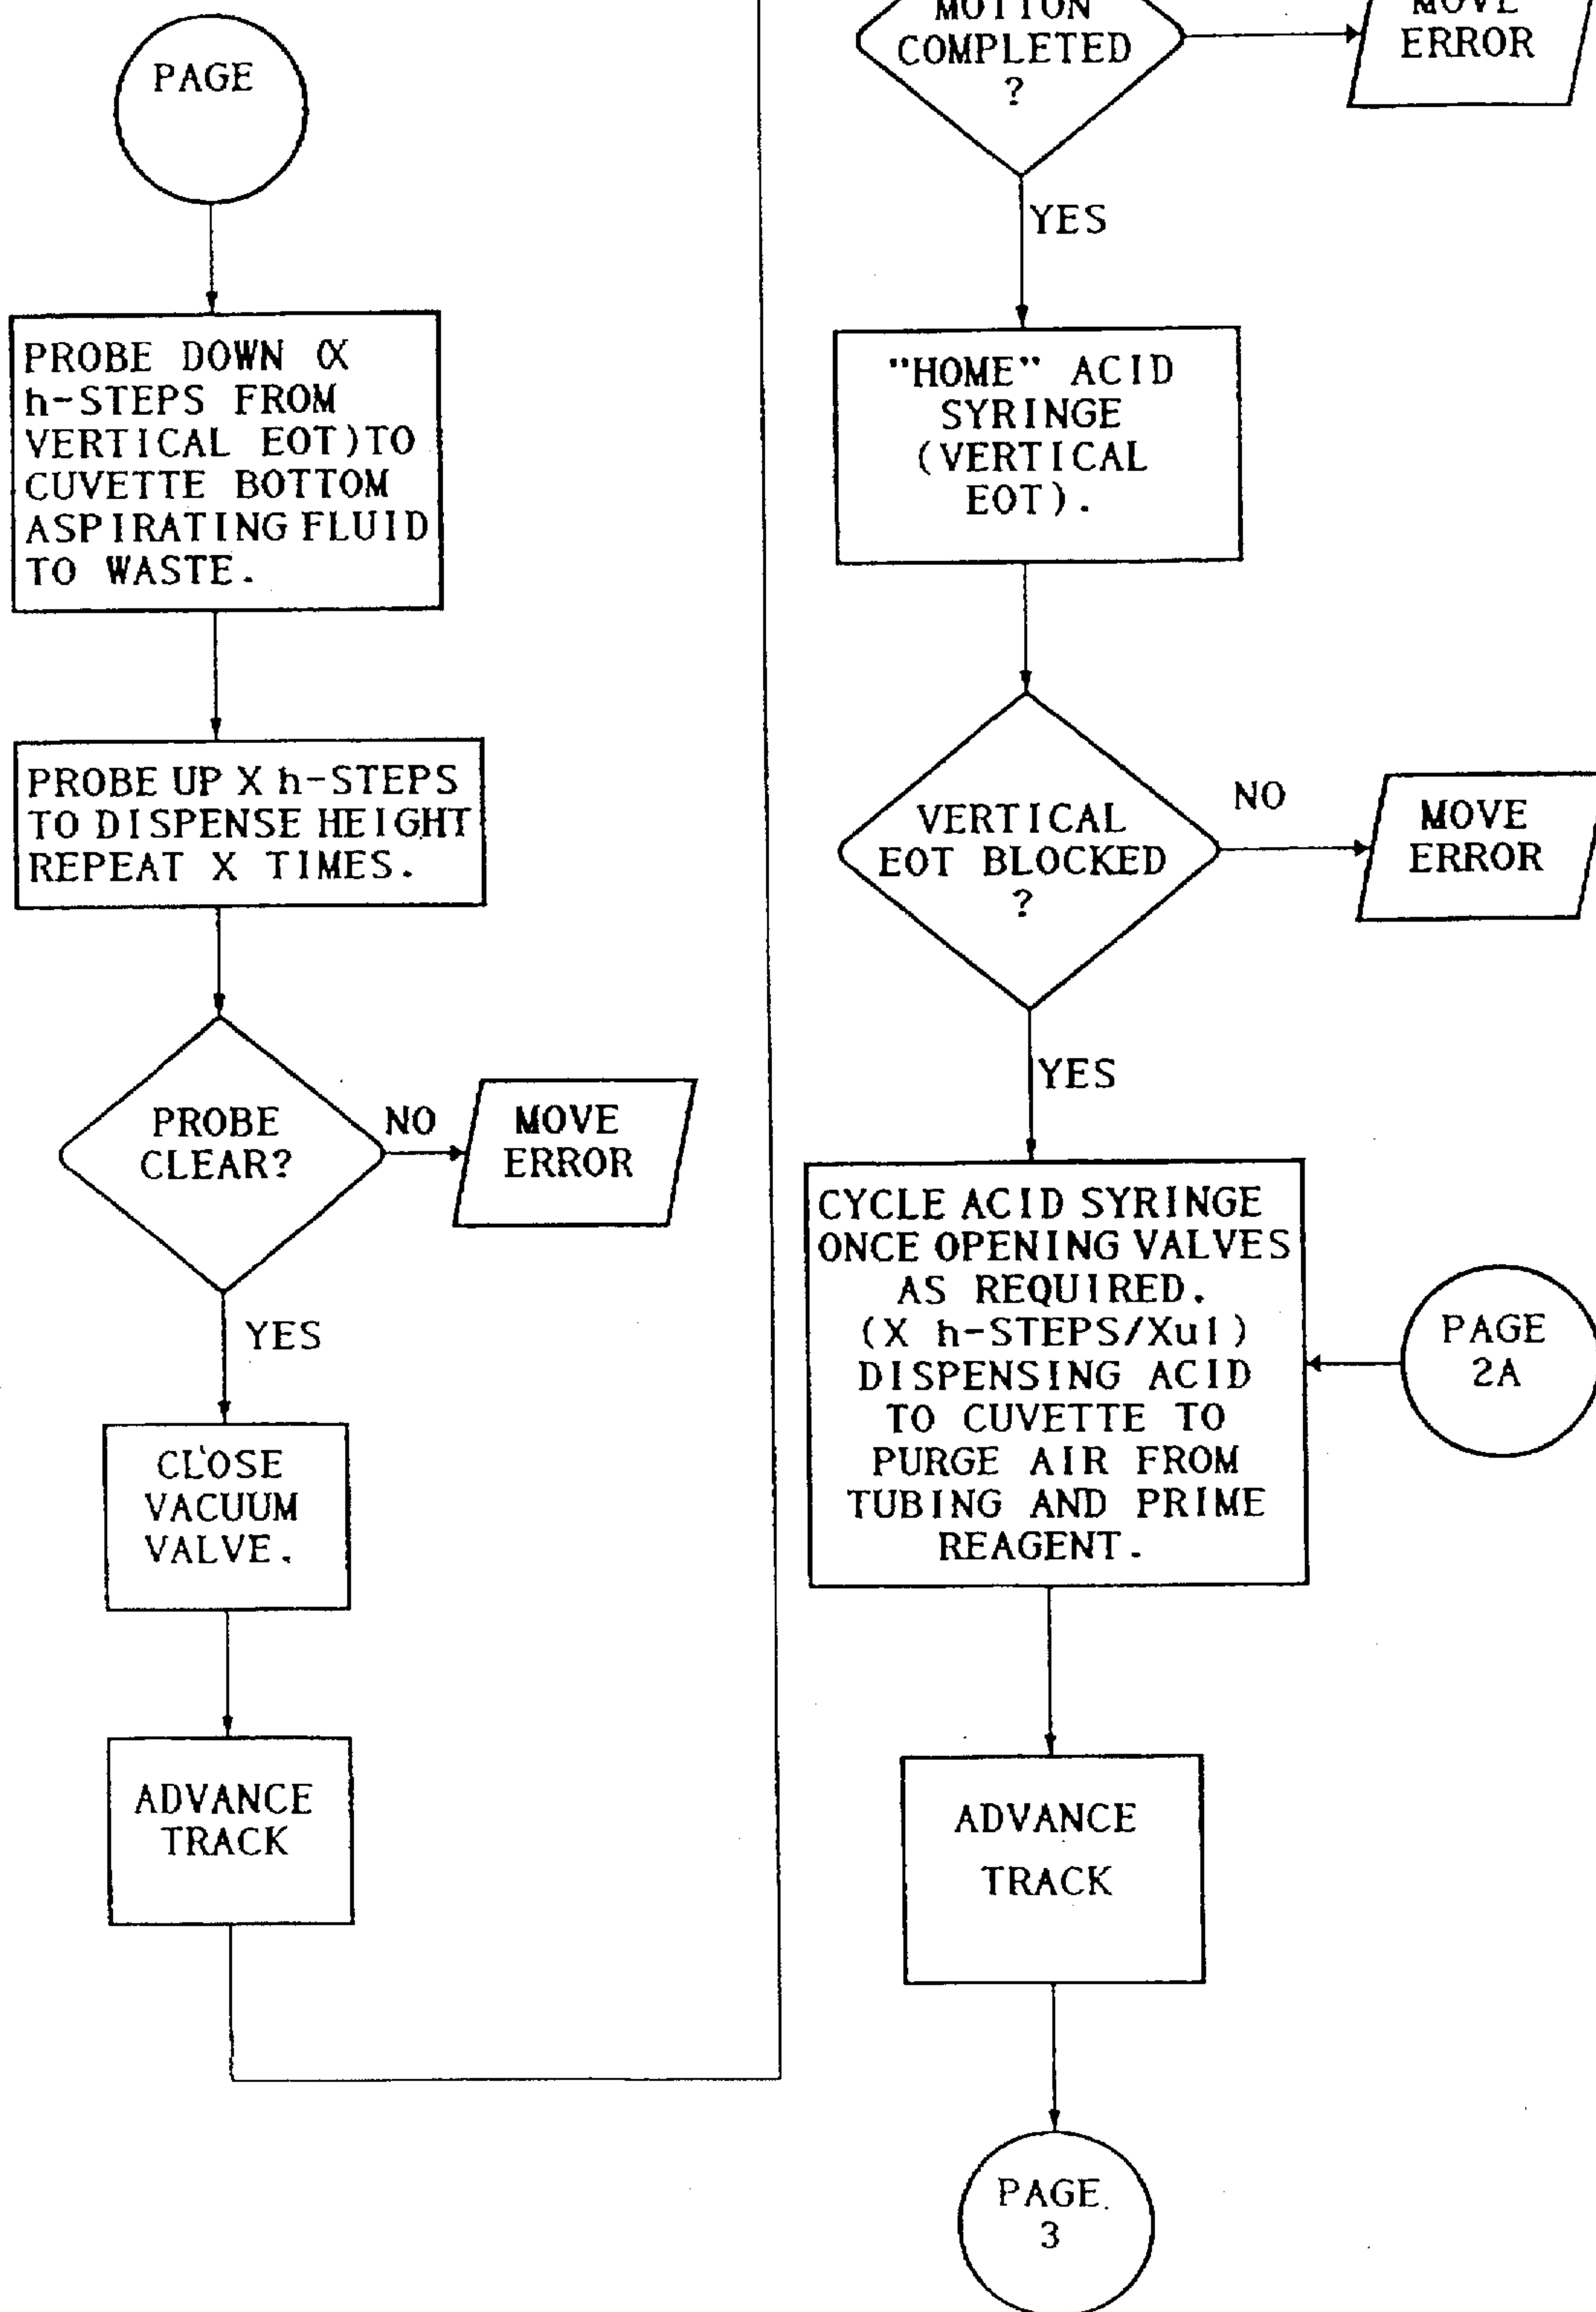 PAGE
PROBE DOWN (X
h-STEPS FROM
VERTICAL EOT)TO
CUVETTE BOTTOM
ASPIRATING FLUID
TO WASTE.
PROBE UP X h-STEPS
TO DISPENSE HEIGHT
REPEAT X TIMES.
PROBE
CLEAR?
NO
MOVE
ERROR
YES
CLOSE
VACUUM
VALVE.
ADVANCE
TRACK
MOTION
COMPLETED
?
MOVE
ERROR
YES
"HOME" ACID
SYRINGE
(VERTICAL
EOT).
VERTICAL
EOT BLOCKED
?
NO
MOVE
ERROR
YES
CYCLE ACID SYRINGE
ONCE OPENING VALVES
AS REQUIRED.
(X h-STEPS/Xul)
DISPENSING ACID
TO CUVETTE TO
PURGE AIR FROM
TUBING AND PRIME
REAGENT.
PAGE
2A
ADVANCE
TRACK
PAGE.
3